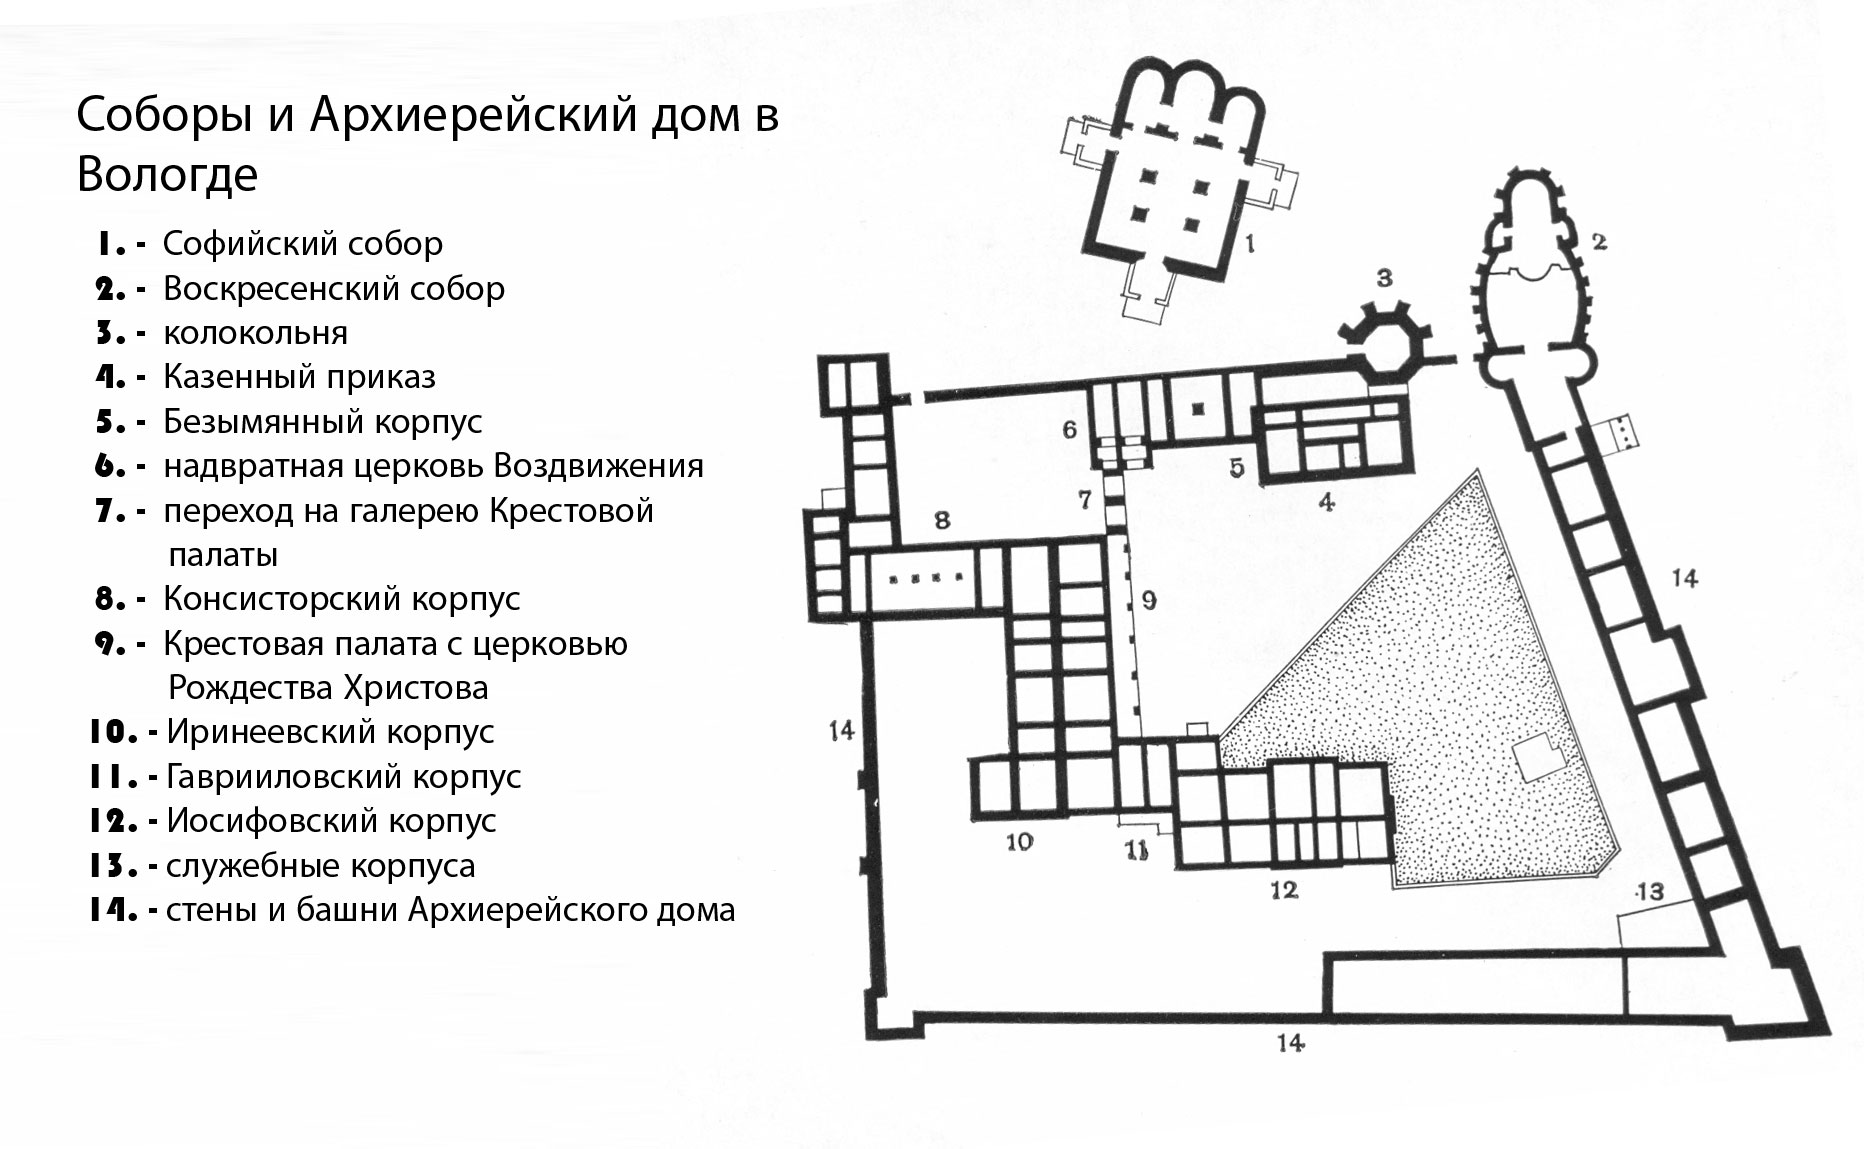 Соборы и Архиерейский дом в
Вологде
1. - Софийский собор
2. - Воскресенский собор
3. - колокольня
4. - Казенный приказ
5. - Безымянный корпус
6. - надвратная церковь Воздвижения
7. - переход на галерею Крестовой
палаты
8. - Консисторский корпус
9. - Крестовая палата с церковью
Рождества Христова
10. - Иринеевский корпус
11. - Гавриилловский корпус
12. - Иосифовский корпус
13. - служебные корпуса
14. - стены и башни Архиерейского дома
1
2
3
6
5
7
4
8
14
9
14
10
11
12
13
14